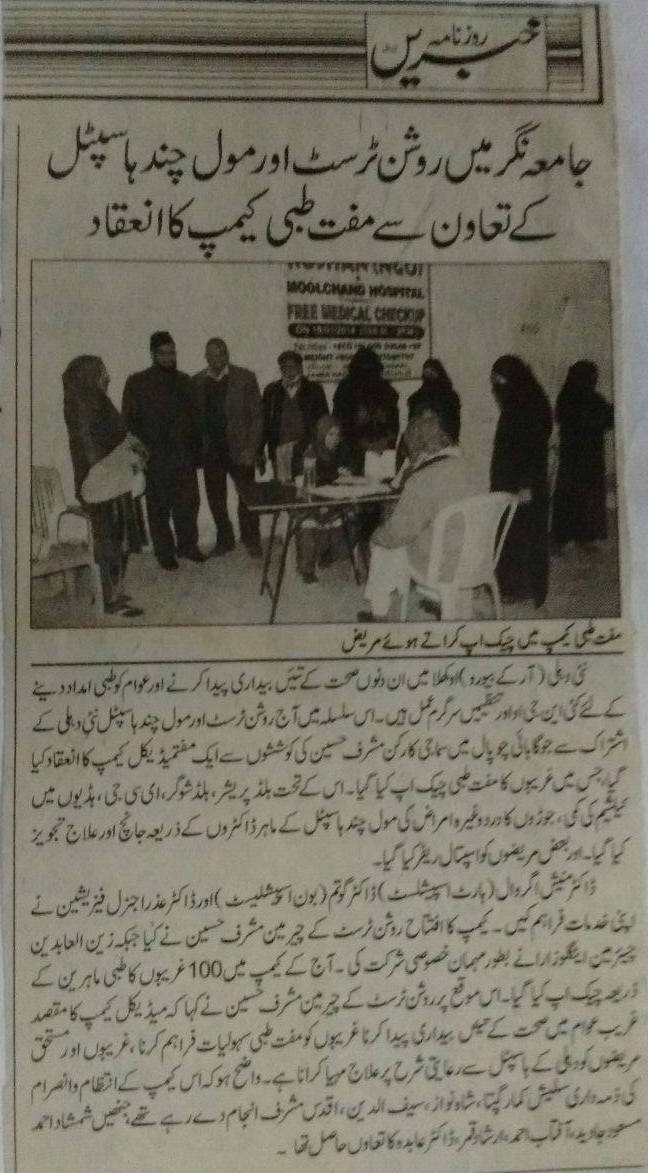 روزنامہ
خبریں
جامعہ نگر میں روشن ٹرسٹ اور مول چند ہاسپٹل
کے تعاون سے مفت طبی کیمپ کا انعقاد
ROSHAN (NGO)
MOOLCHAND HOSPITAL
FREE MEDICAL CHECKUP
مفت طبی کیمپ میں چیک اپ کراتے ہوئے مریض
نئی دہلی (آر کے بیورو) اوکھلا میں ان دنوں صحت کے تئیں بیداری پیدا کرنے اور عوام کو طبی امداد دینے
کے لئے کئی این جی اوز اور تنظیمیں سرگرم عمل ہیں۔ اس سلسلہ میں آج روشن ٹرسٹ اور مول چند ہاسپٹل نئی دہلی کے
اشتراک سے جوگابائی چوپال میں سماجی کارکن مشرف حسین کی کوششوں سے ایک مفت میڈیکل کیمپ کا انعقاد کیا
گیا، جس میں غریبوں کا مفت طبی چیک اپ کیا گیا۔ اس کے تحت بلڈ پریشر، بلڈ شوگر، ای سی جی، ہڈیوں میں
کیلشیم کی کمی، جوڑوں کا درد وغیرہ امراض کی مول چند ہاسپٹل کے ماہر ڈاکٹروں کے ذریعہ جانچ اور علاج تجویز
کیا گیا۔ اور بعض مریضوں کو اسپتال ریفر کیا گیا۔
ڈاکٹر منیش اگروال (ہارٹ اسپیشلسٹ) ڈاکٹر گوتم (بون اسپیشلیسٹ) اور ڈاکٹر عذرا جنرل فیزیشین نے
اپنی خدمات فراہم کیں۔ کیمپ کا افتتاح روشن ٹرسٹ کے چیرمین مشرف حسین نے کیا جبکہ زین العابدین
چیئرمین نے بطور مہمان خصوصی شرکت کی۔ آج کے کیمپ میں 100 غریبوں کا طبی ماہرین کے
ذریعہ چیک اپ کیا گیا۔ اس موقع پر روشن ٹرسٹ کے چیرمین مشرف حسین نے کہا کہ میڈیکل کیمپ کا مقصد
غریب عوام میں صحت کے تئیں بیداری پیدا کرنا غریبوں کو مفت طبی سہولیات فراہم کرنا، غریبوں اور مستحق
مریضوں کو دہلی کے ہاسپٹل سے رعایتی شرح پر علاج مہیا کرانا ہے۔ واضح ہو کہ اس کیمپ کے انتظام وانصرام
کی ذمہ داری سلیش کمار گپتا، شاہ نواز، سیف الدین، اقدس مشرف انجام دے رہے تھے، جنھیں شمشاد احمد
مسعود جاوید، آفتاب احمد، ارشاد قمر، ڈاکٹر عابدہ کا تعاون حاصل تھا۔